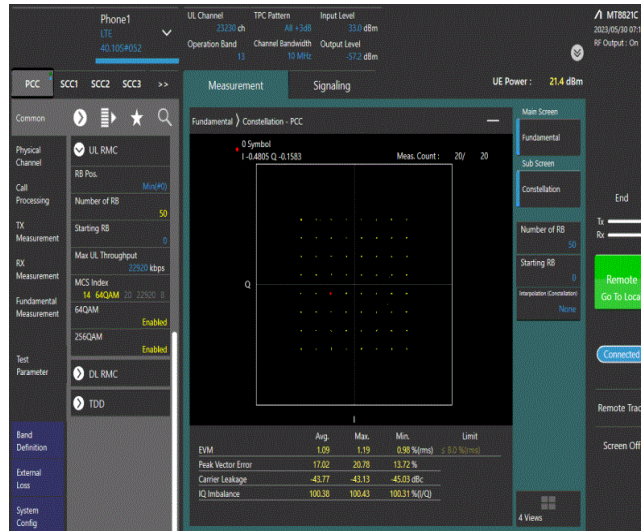 Phone1
LTE
40.105#052
UL Channel TPC Pattern Input Level
23230 ch All +3dB 33.0 dBm
Operation Band Channel Bandwidth Output Level
13 10 MHz -57.2 dBm
MT8821C
2023/05/30 07:1
RF Output : On
PCC SCC1 SCC2 SCC3 >>
Measurement Signaling UE Power : 21.4 dBm
Common
Physical Channel
Call Processing
TX Measurement
RX Measurement
Fundamental Measurement
Test Parameter
Band Definition
External Loss
System Config
UL RMC
RB Pos.
Min(#0)
Number of RB
50
Starting RB
0
Max UL Throughput
22920 kbps
MCS Index
14 64QAM 20 22920 8
64QAM
Enabled
256QAM
Enabled
DL RMC
TDD
Fundamental ⟩ Constellation - PCC
0 Symbol
I -0.4805 Q -0.1583 Meas. Count : 20/ 20
Q
I
Avg. Max. Min. Limit
EVM 1.09 1.19 0.98 %(rms) ≤ 8.0 %(rms)
Peak Vector Error 17.02 20.78 13.72 %
Carrier Leakage -43.77 -43.13 -45.03 dBc
IQ Imbalance 100.38 100.43 100.31 %(I/Q)
Main Screen
Fundamental
Sub Screen
Constellation
Number of RB
50
Starting RB
0
Interpolation (Constellation)
None
4 Views
End
Tx
Rx
Remote
Go To Loca
Connected
Remote Trac
Screen Off